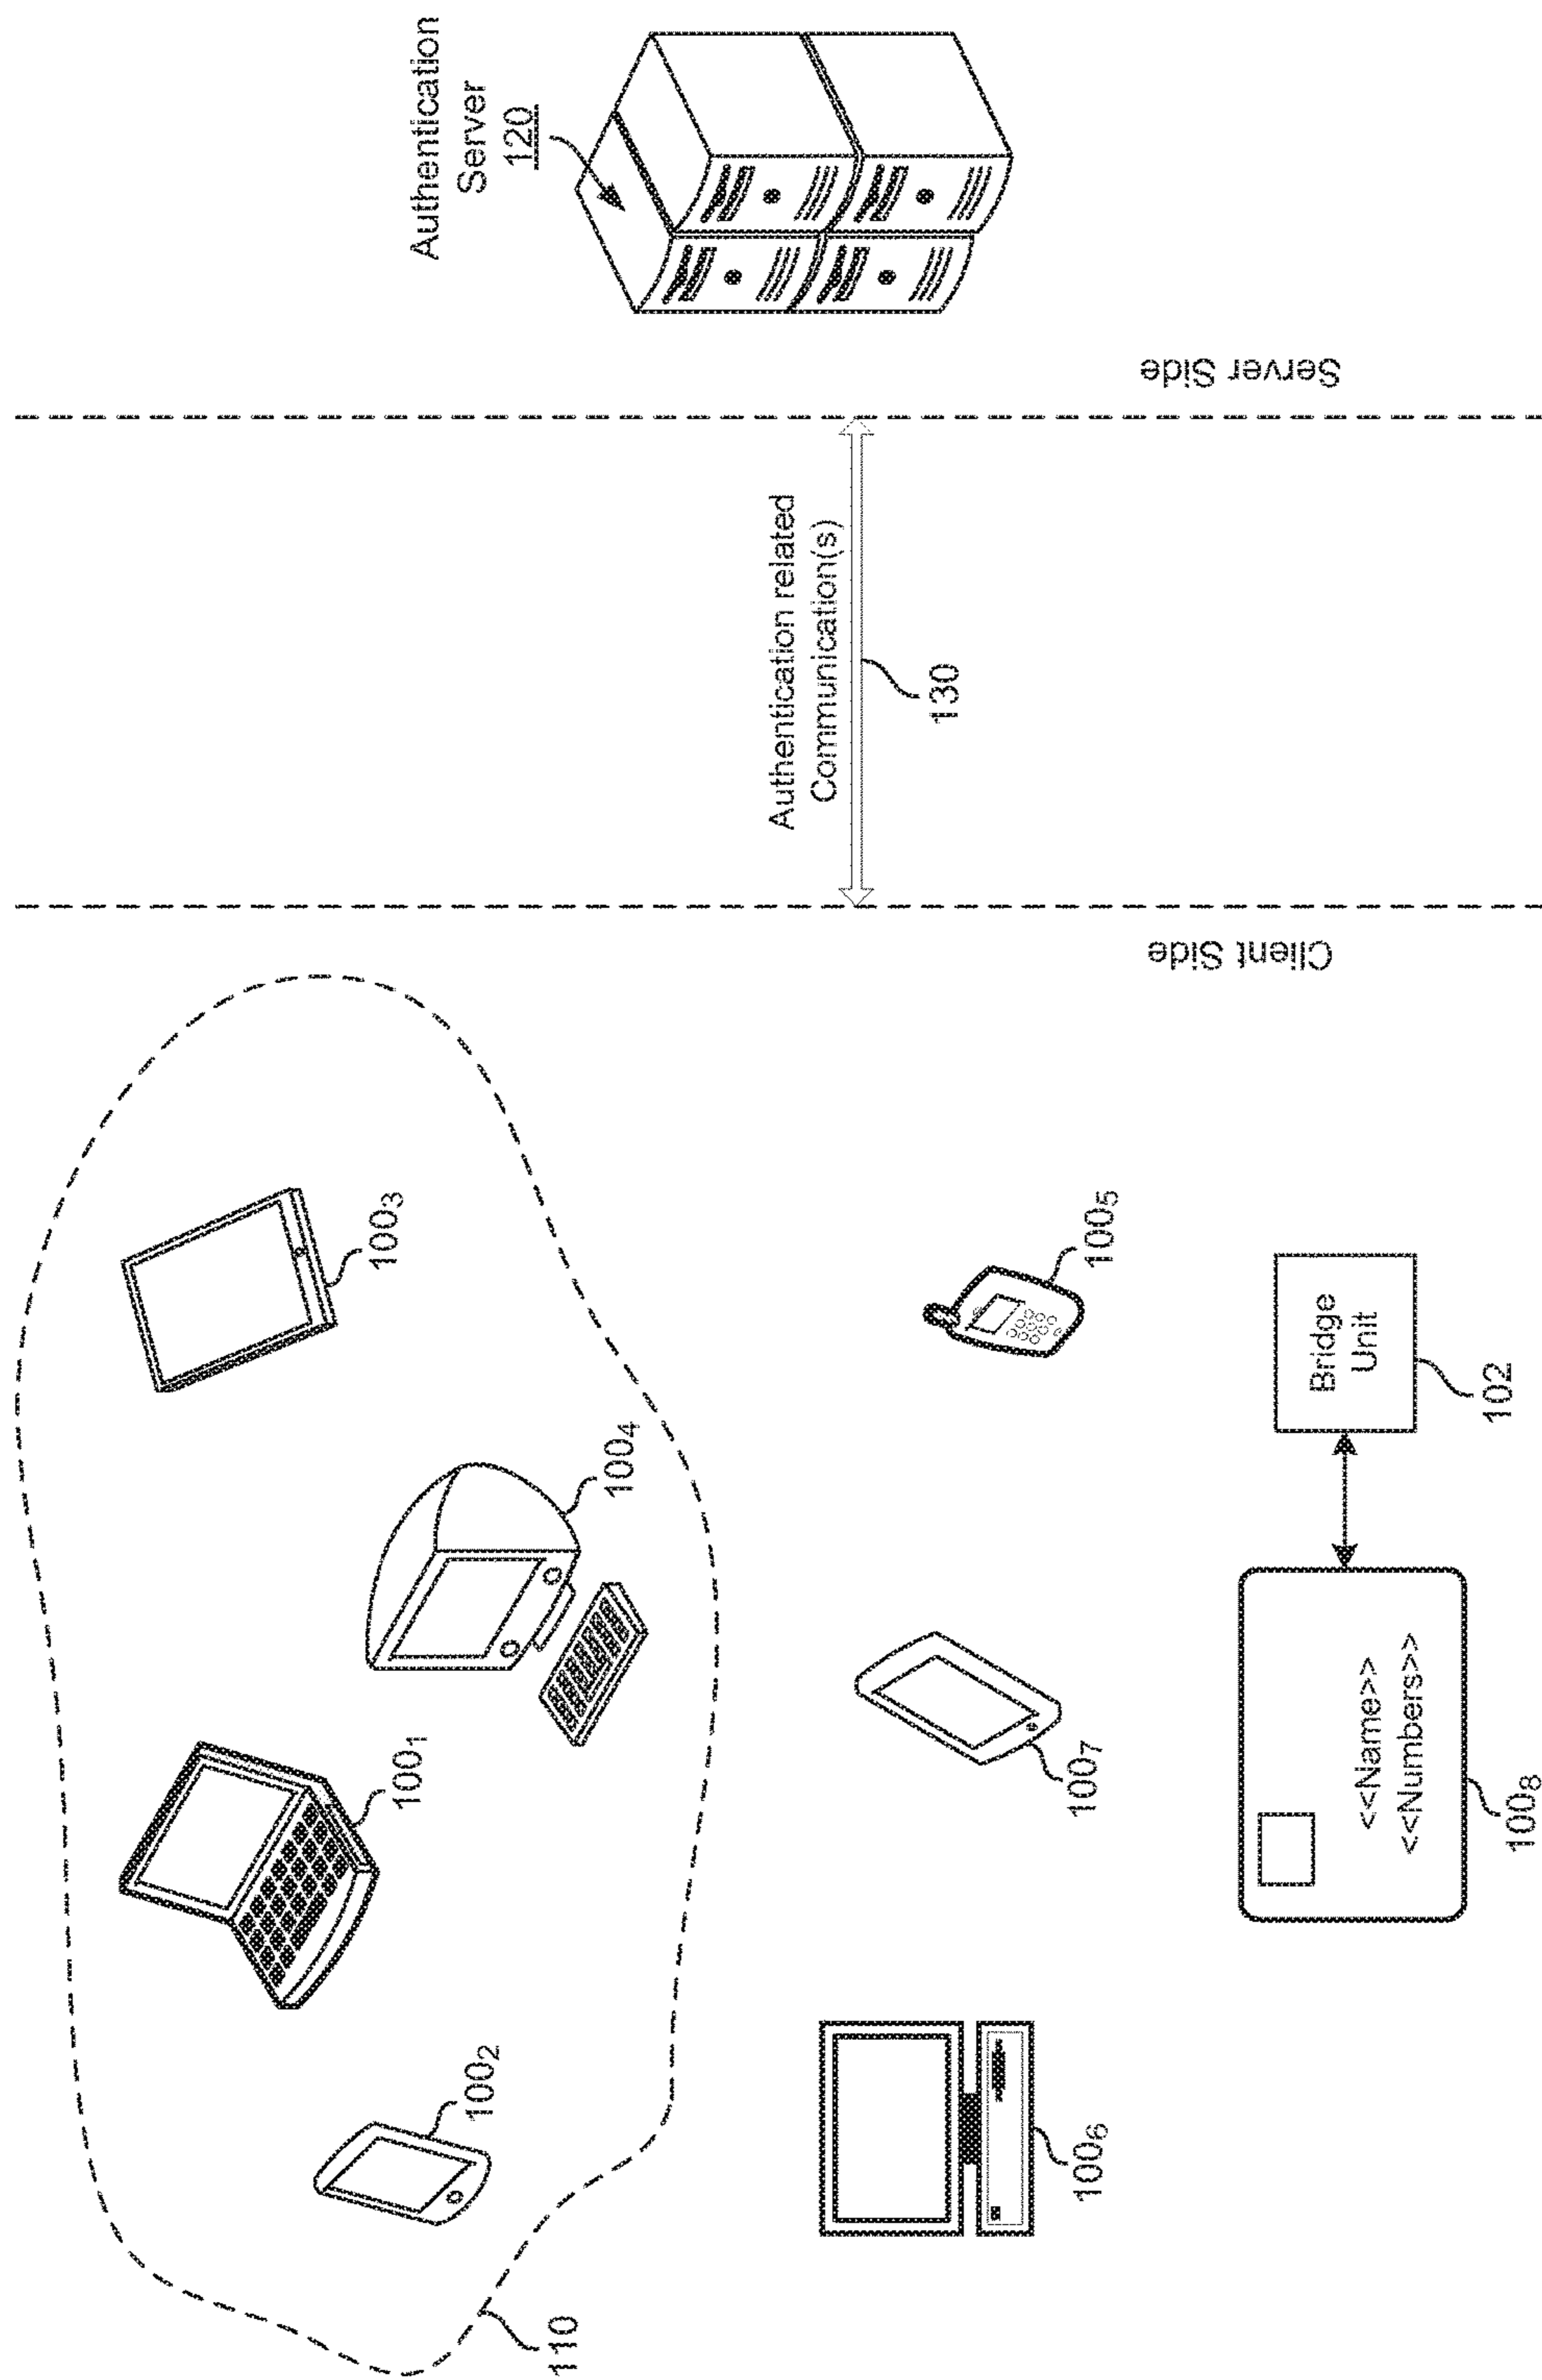 Authentication
Server
120
Server Side
Authentication related
Communication(s)
130
Client Side
100₃
100₄
100₁
100₂
110
100₅
100₇
100₆
Bridge
Unit
102
<<Name>>
<<Numbers>>
100₈